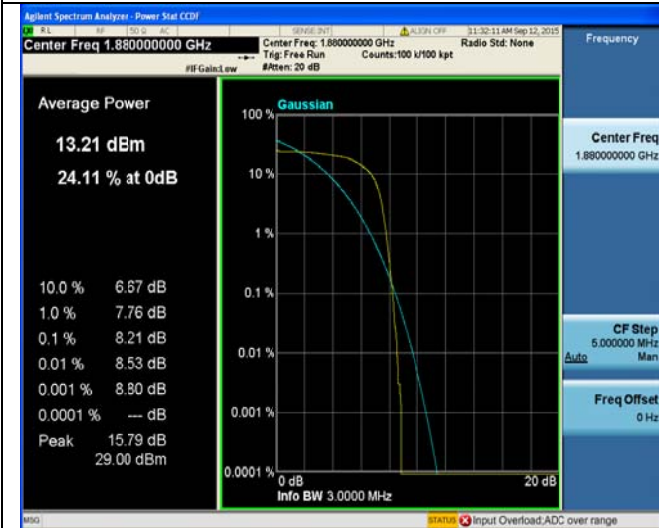 Agilent Spectrum Analyzer - Power Stat CCDF
RL RF 50 Ω AC SENSE:INT ALIGN OFF 11:32:11 AM Sep 12, 2015
Center Freq 1.880000000 GHz
Center Freq: 1.880000000 GHz
Radio Std: None
Trig: Free Run Counts:100 k/100 kpt
#IFGain:Low
#Atten: 20 dB
Frequency
Average Power
13.21 dBm
24.11 % at 0dB
10.0 % 6.67 dB
1.0 % 7.76 dB
0.1 % 8.21 dB
0.01 % 8.53 dB
0.001 % 8.80 dB
0.0001 % --- dB
Peak 15.79 dB
29.00 dBm
Gaussian
100 %
10 %
1 %
0.1 %
0.01 %
0.001 %
0.0001 %
0 dB
20 dB
Info BW 3.0000 MHz
Center Freq
1.880000000 GHz
CF Step
5.000000 MHz
Auto Man
Freq Offset
0 Hz
MSG
STATUS Input Overload;ADC over range